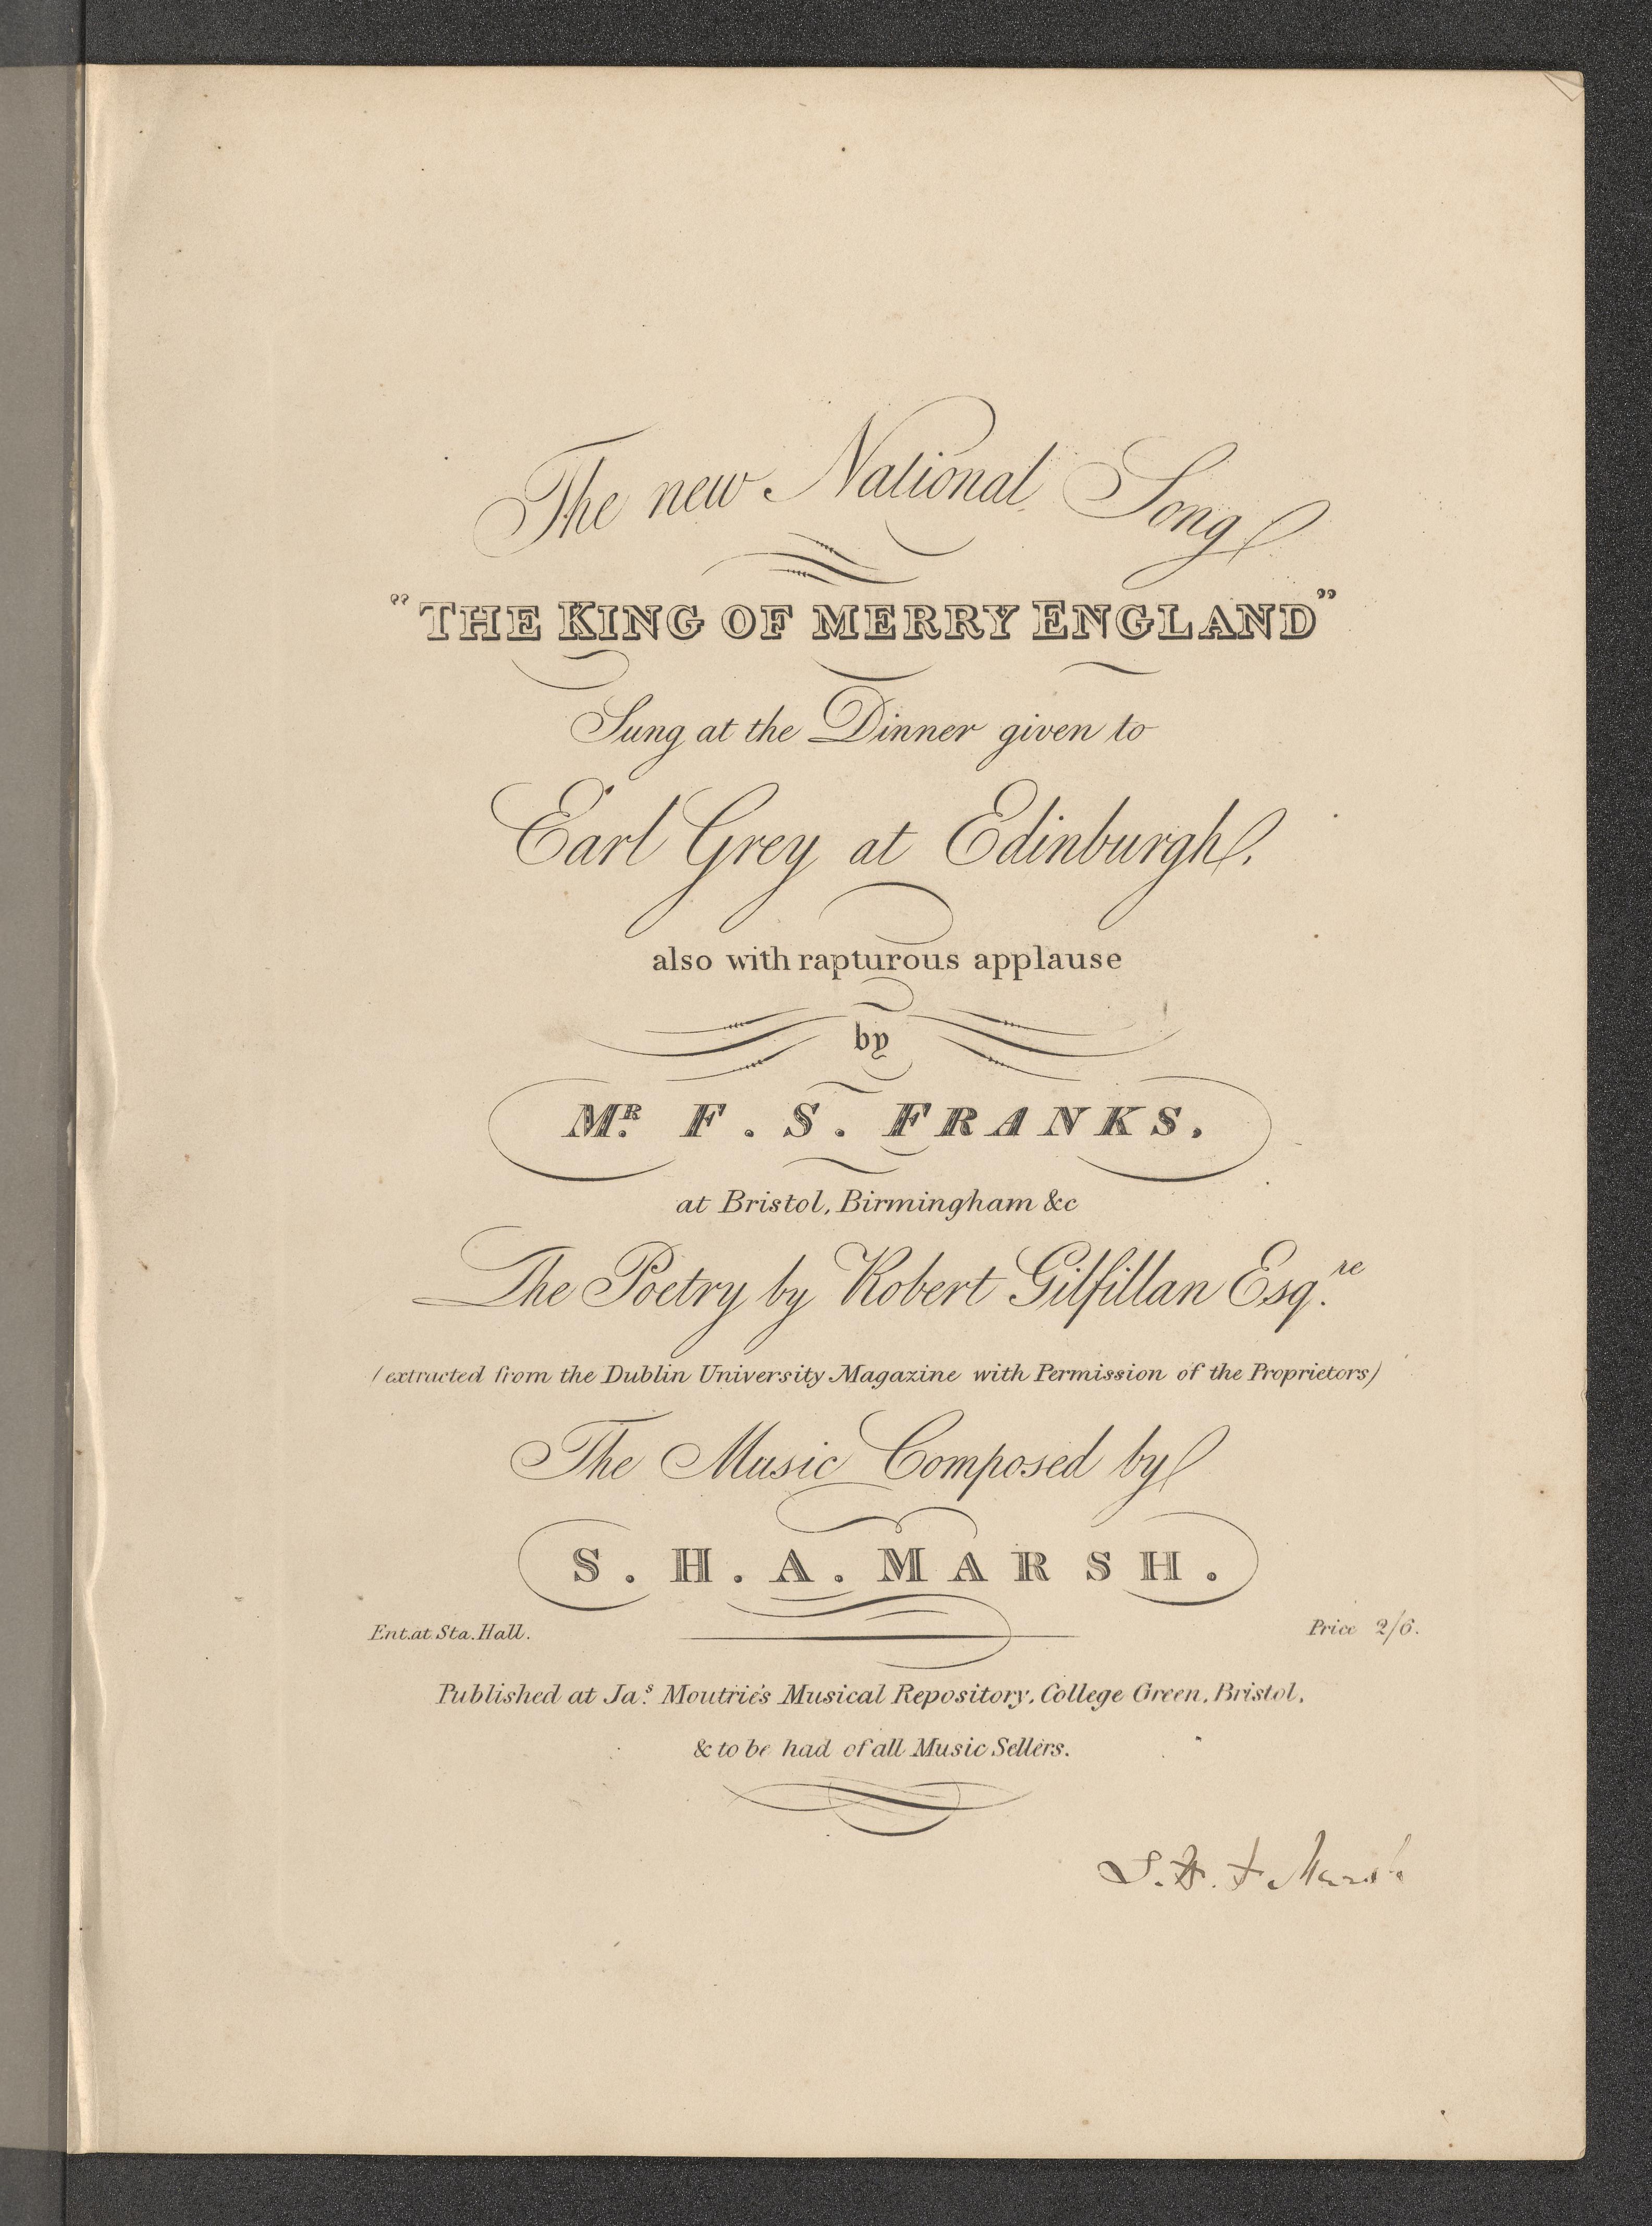 The new National Song
"THE KING OF MERRY ENGLAND"
Sung at the Dinner given to
Earl Grey at Edinburgh.
also with rapturous applause
by
MR. F. S. FRANKS.
at Bristol, Birmingham &c
The Poetry by Robert Gilfillan Esqre.
(extracted from the Dublin University Magazine with Permission of the Proprietors)
The Music Composed by
S. H. A. MARSH.
Ent. at Sta. Hall.
Price 2/6.
Published at Jas. Moutrie's Musical Repository, College Green, Bristol,
& to be had of all Music Sellers.
S. H. A. Marsh